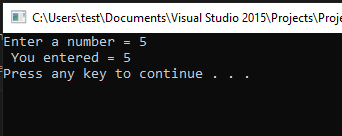 C:\Users\test\Documents\Visual Studio 2015\Projects\Proje
Enter a number = 5
 You entered = 5
Press any key to continue . . .